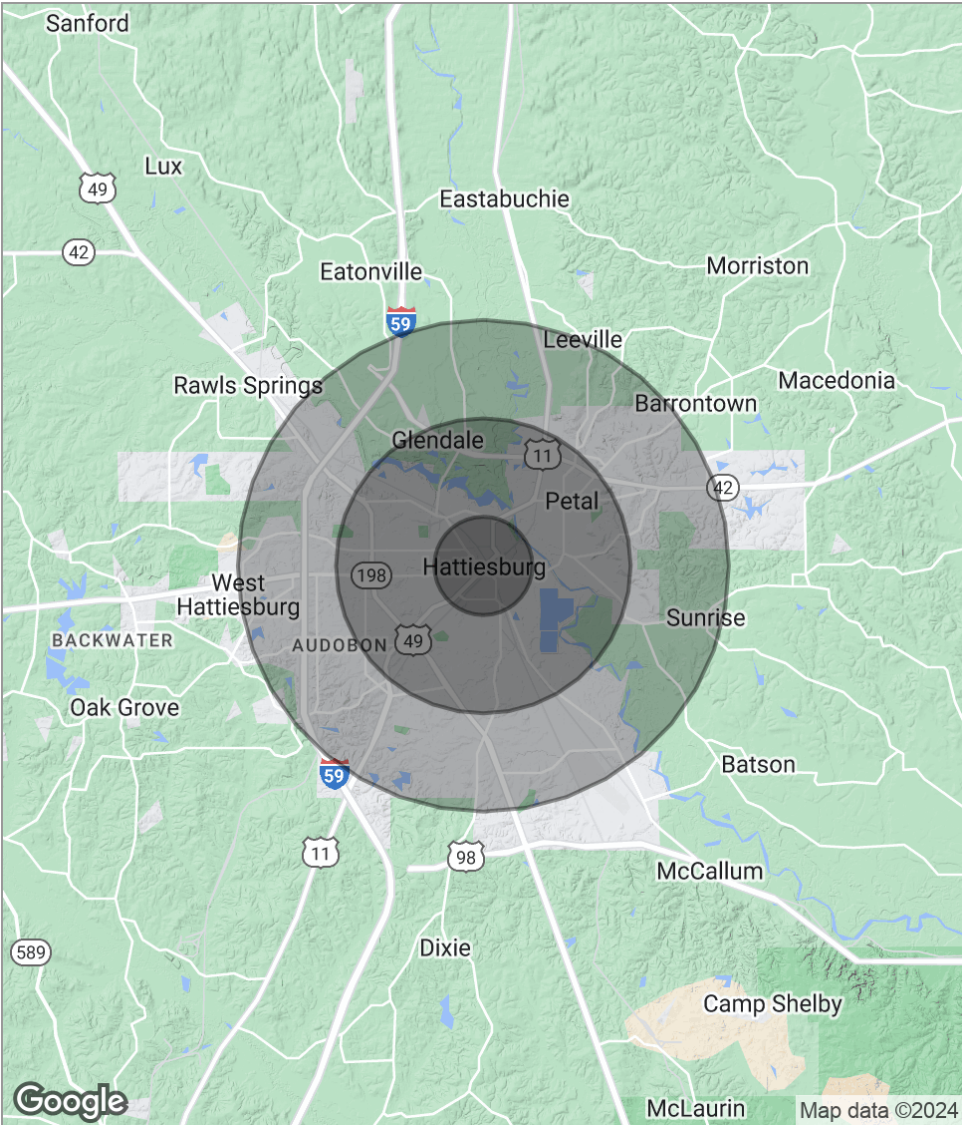 Sanford
Lux
49
Eastabuchie
42
Eatonville
Morriston
59
Leeville
Rawls Springs
Macedonia
Barrontown
Glendale
11
42
Petal
Hattiesburg
198
West
Hattiesburg
Sunrise
BACKWATER
AUDOBON
49
Oak Grove
Batson
59
11
98
McCallum
Dixie
589
Camp Shelby
Google
McLaurin
Map data ©2024